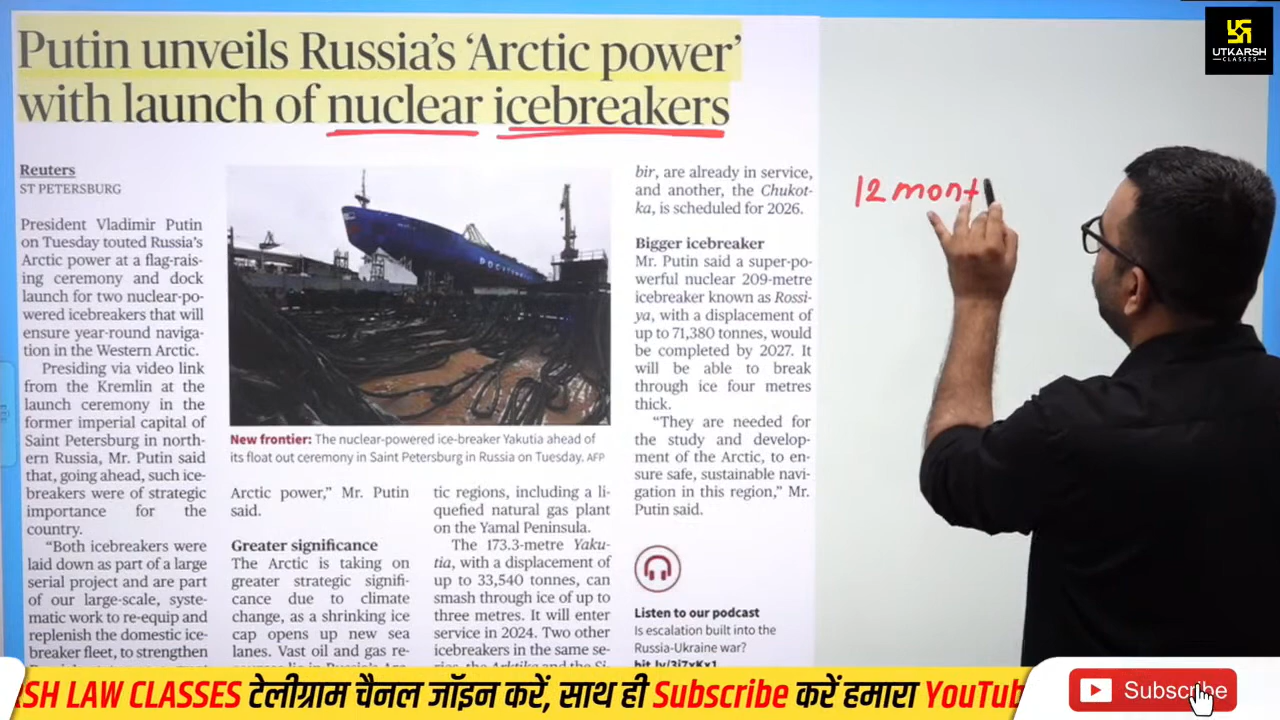 Putin unveils Russia's 'Arctic power'
with launch of nuclear icebreakers
Reuters
ST PETERSBURG
President Vladimir Putin
on Tuesday touted Russia's
Arctic power at a flag-rais-
ing ceremony and dock
launch for two nuclear-po-
wered icebreakers that will
ensure year-round naviga-
tion in the Western Arctic.
Presiding via video link
from the Kremlin at the
launch ceremony in the
former imperial capital of
Saint Petersburg in north-
ern Russia, Mr. Putin said
that, going ahead, such ice-
breakers were of strategic
importance for the
country.
"Both icebreakers were
laid down as part of a large
serial project and are part
of our large-scale, syste-
matic work to re-equip and
replenish the domestic ice-
breaker fleet, to strengthen
New frontier: The nuclear-powered ice-breaker Yakutia ahead of
its float out ceremony in Saint Petersburg in Russia on Tuesday. AFP
Arctic power," Mr. Putin
said.
Greater significance
The Arctic is taking on
greater strategic signifi-
cance due to climate
change, as a shrinking ice
cap opens up new sea
lanes. Vast oil and gas re-
tic regions, including a li-
quefied natural gas plant
on the Yamal Peninsula.
The 173.3-metre Yaku-
tia, with a displacement of
up to 33,540 tonnes, can
smash through ice of up to
three metres. It will enter
service in 2024. Two other
icebreakers in the same se-
ries, the Arktika and the Si-
bir, are already in service,
and another, the Chukot-
ka, is scheduled for 2026.
Bigger icebreaker
Mr. Putin said a super-po-
werful nuclear 209-metre
icebreaker known as Rossi-
ya, with a displacement of
up to 71,380 tonnes, would
be completed by 2027. It
will be able to break
through ice four metres
thick.
"They are needed for
the study and develop-
ment of the Arctic, to en-
sure safe, sustainable navi-
gation in this region," Mr.
Putin said.
Listen to our podcast
Is escalation built into the
Russia-Ukraine war?
12 mont
UTKARSH
CLASSES
RSH LAW CLASSES टेलीग्राम चैनल जॉइन करें, साथ ही Subscribe करें हमारा YouTub
Subscribe